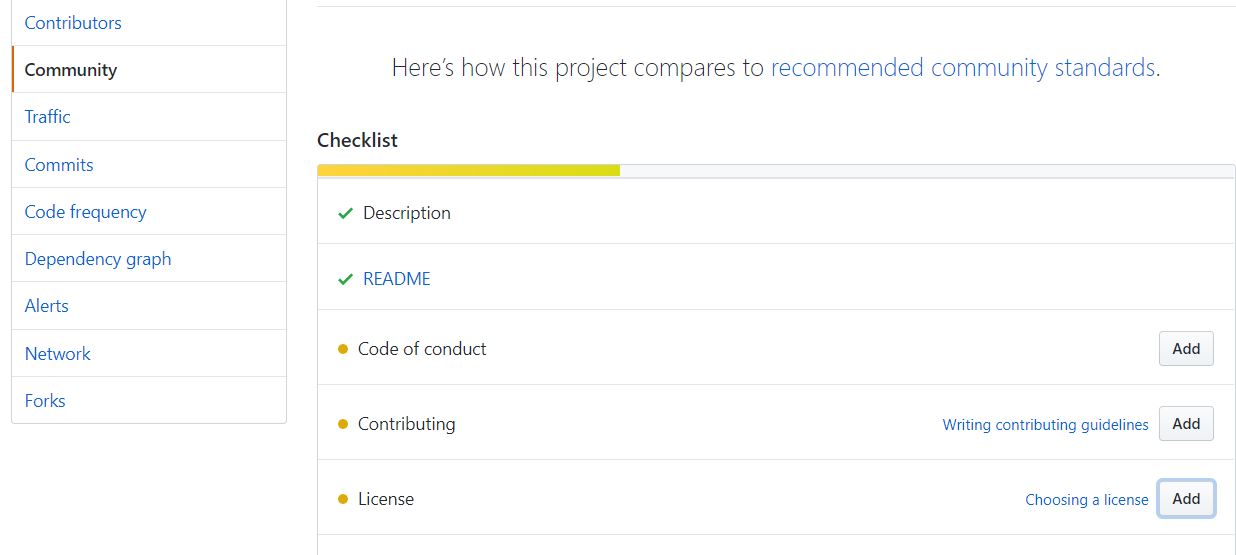 Contributors
Community
Traffic
Commits
Code frequency
Dependency graph
Alerts
Network
Forks
Here’s how this project compares to recommended community standards.
Checklist
Description
README
Code of conduct Add
Contributing Writing contributing guidelines Add
License Choosing a license Add